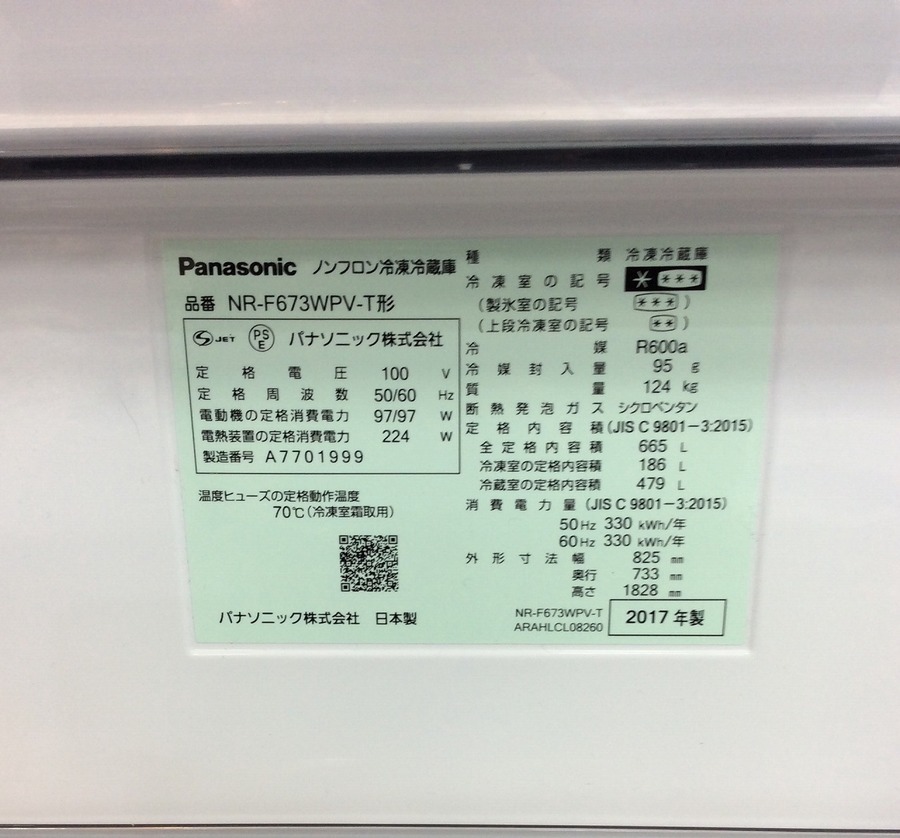 Panasonic ノンフロン冷凍冷蔵庫
品番 NR-F673WPV-T形
S JET PSE パナソニック株式会社
定格電圧 100 V
定格周波数 50/60 Hz
電動機の定格消費電力 97/97 W
電熱装置の定格消費電力 224 W
製造番号 A7701999
温度ヒューズの定格動作温度
70℃(冷凍室霜取用)
パナソニック株式会社 日本製
種類 冷凍冷蔵庫
冷凍室の記号 ＊＊＊＊
(製氷室の記号 ＊＊＊)
(上段冷凍室の記号 ＊＊)
冷媒 R600a
冷媒封入量 95 g
質量 124 kg
断熱発泡ガス シクロペンタン
定格内容積(JIS C 9801-3:2015)
全定格内容積 665 L
冷凍室の定格内容積 186 L
冷蔵室の定格内容積 479 L
消費電力量(JIS C 9801-3:2015)
50Hz 330 kWh/年
60Hz 330 kWh/年
外形寸法幅 825 mm
奥行 733 mm
高さ 1828 mm
NR-F673WPV-T
ARAHLCL08260
2017年製